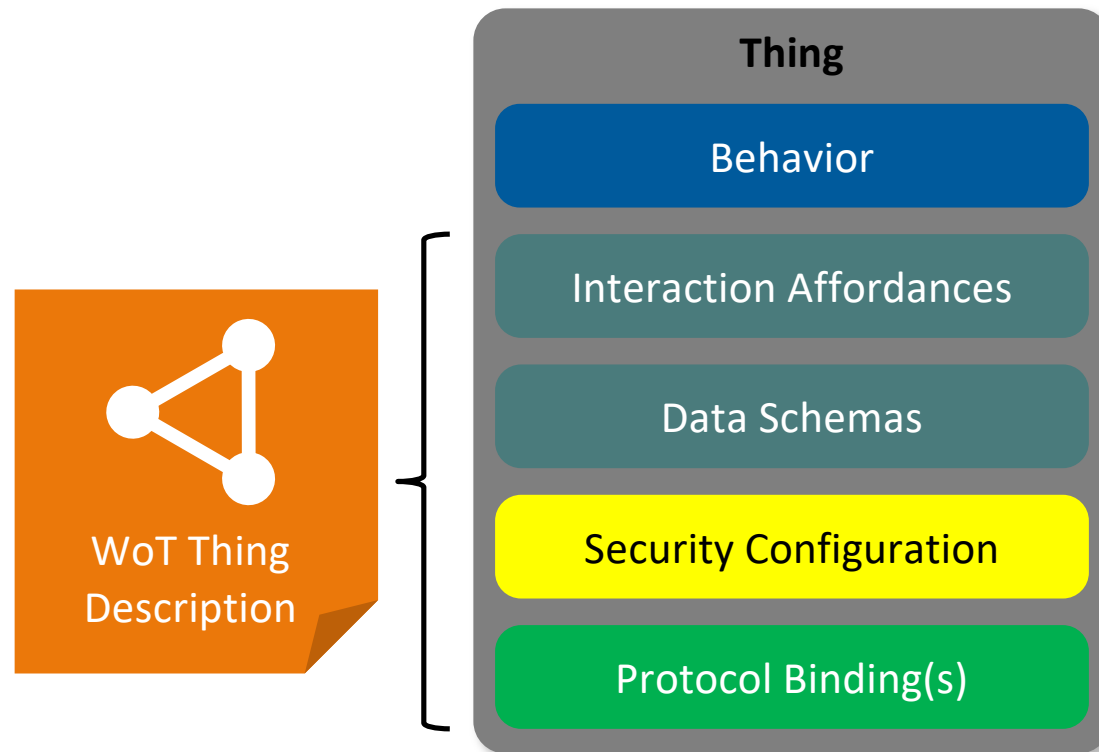 Thing
Behavior
Interaction Affordances
Data Schemas
Security Configuration
Protocol Binding(s)
WoT Thing
Description